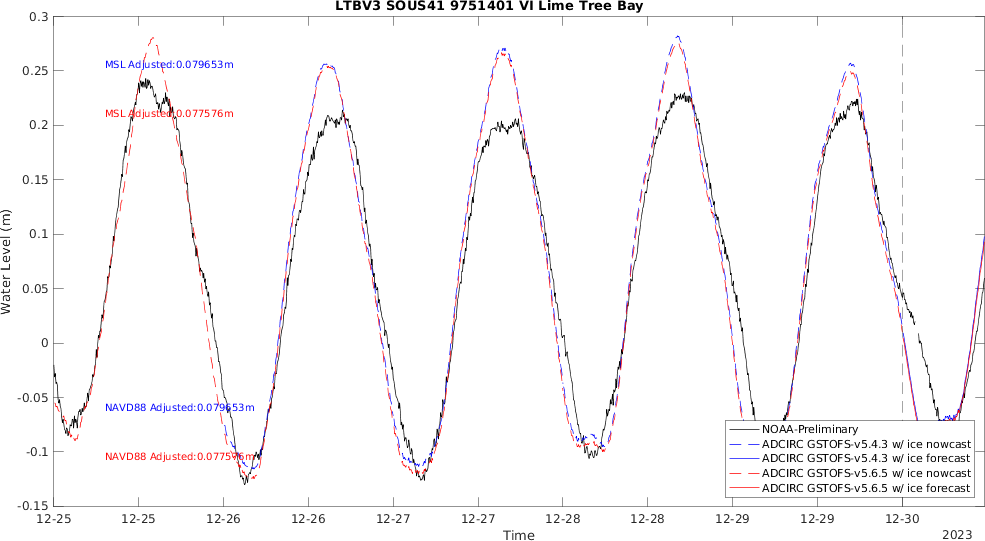 LTBV3 SOUS41 9751401 VI Lime Tree Bay
0.3
0.25
0.2
0.15
0.1
0.05
0
-0.05
-0.1
-0.15
Water Level (m)
MSL Adjusted:0.079653m
MSL Adjusted:0.077576m
NAVD88 Adjusted:0.079653m
NAVD88 Adjusted:0.077576m
NOAA-Preliminary
ADCIRC GSTOFS-v5.4.3 w/ ice nowcast
ADCIRC GSTOFS-v5.4.3 w/ ice forecast
ADCIRC GSTOFS-v5.6.5 w/ ice nowcast
ADCIRC GSTOFS-v5.6.5 w/ ice forecast
12-25 12-25 12-26 12-26 12-27 12-27 12-28 12-28 12-29 12-29 12-30
Time
2023